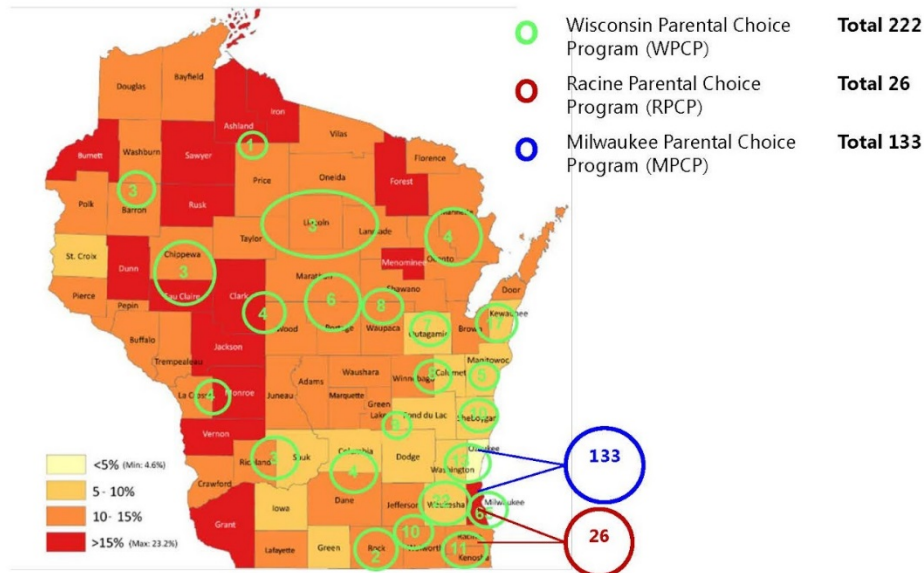 Wisconsin Parental Choice
Program (WPCP)
Total 222
Racine Parental Choice
Program (RPCP)
Total 26
Milwaukee Parental Choice
Program (MPCP)
Total 133
Bayfield
Douglas
Iron
Ashland
Vilas
1
Burnett
Washburn
Sawyer
Florence
Price
Oneida
Forest
3
Polk
Barron
Rusk
Lincoln
Langlade
4
Taylor
Oconto
St. Croix
Dunn
Chippewa
3
Menominee
Marathon
Door
Pierce
Pepin
Eau Claire
Clark
Shawano
4
6
8
Kewaunee
17
Buffalo
Wood
Portage
Waupaca
7
Outagamie
Brown
Trempealeau
Jackson
Manitowoc
Waushara
Winnebago
Calumet
5
Adams
La Crosse
4
Monroe
Juneau
Marquette
Green
Lake
Fond du Lac
10
Sheboygan
Vernon
Ozaukee
133
Richland
3
Sauk
Columbia
Dodge
Washington
Crawford
4
<5% (Min: 4.6%)
5- 10%
10- 15%
>15% (Max: 23.2%)
Iowa
Dane
Jefferson
Waukesha
22
Milwaukee
Grant
10
26
Lafayette
Green
Rock
2
Walworth
Racine
11
Kenosha